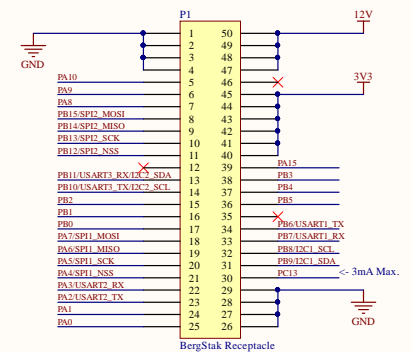 P1
12V
1 50
2 49
3 48
4 47
GND
PA10 5 46
3V3
PA9 6 45
PA8 7 44
PB15/SPI2_MOSI 8 43
PB14/SPI2_MISO 9 42
PB13/SPI2_SCK 10 41
PB12/SPI2_NSS 11 40
12 39 PA15
PB11/USART3_RX/I2C2_SDA 13 38 PB3
PB10/USART3_TX/I2C2_SCL 14 37 PB4
PB2 15 36 PB5
PB1 16 35
PB0 17 34 PB6/USART1_TX
PA7/SPI1_MOSI 18 33 PB7/USART1_RX
PA6/SPI1_MISO 19 32 PB8/I2C1_SCL
PA5/SPI1_SCK 20 31 PB9/I2C1_SDA
PA4/SPI1_NSS 21 30 PC13 <- 3mA Max.
PA3/USART2_RX 22 29
PA2/USART2_TX 23 28
PA1 24 27
PA0 25 26
GND
BergStak Receptacle